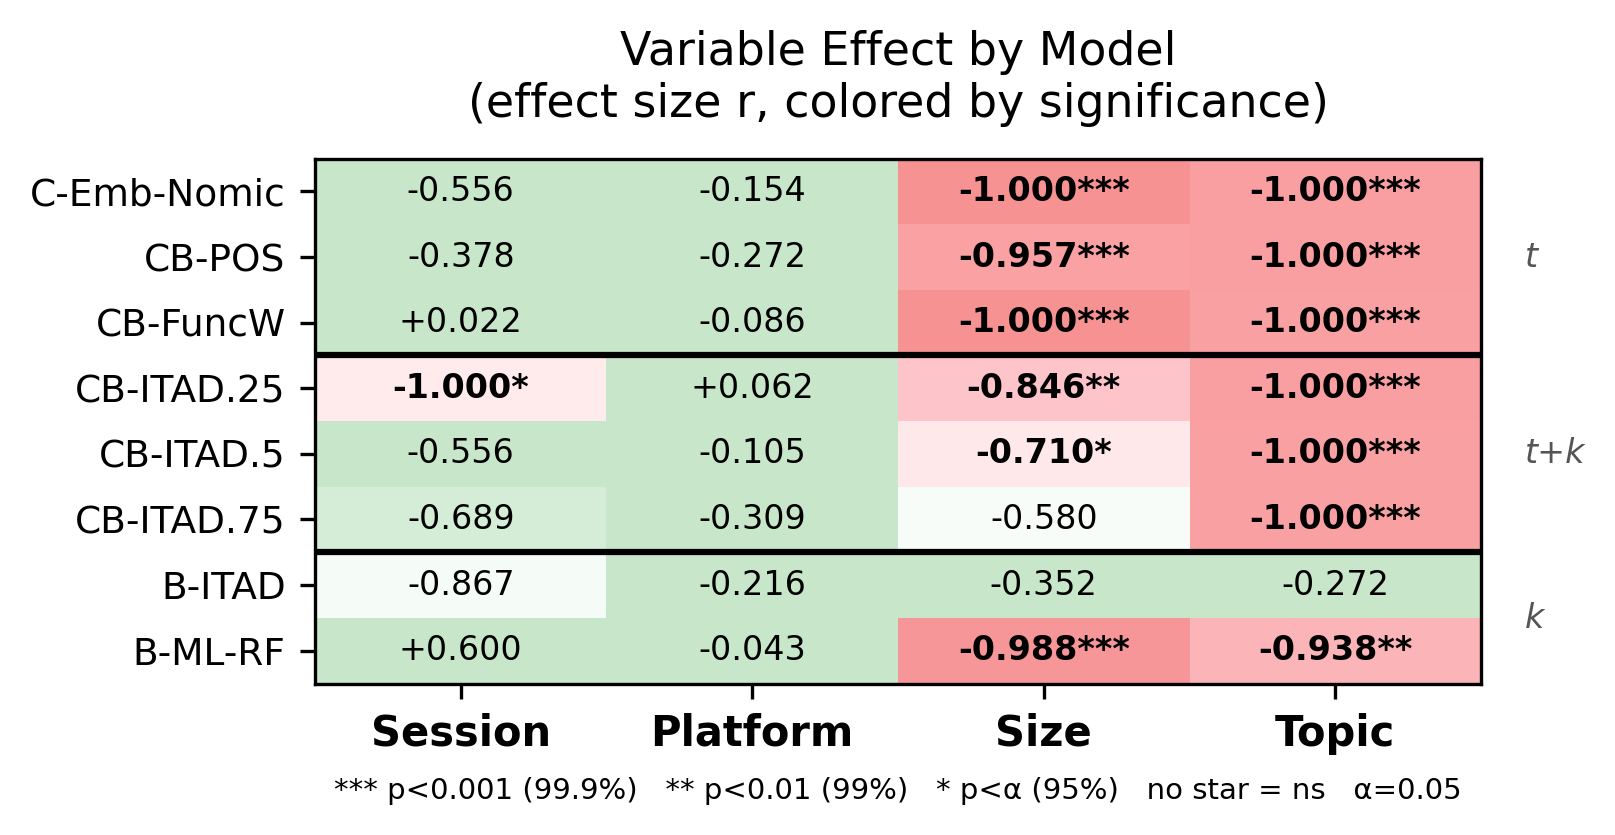 Variable Effect by Model
(effect size r, colored by significance)
C-Emb-Nomic -0.556 -0.154 -1.000*** -1.000***
CB-POS -0.378 -0.272 -0.957*** -1.000*** t
CB-FuncW +0.022 -0.086 -1.000*** -1.000***
CB-ITAD.25 -1.000* +0.062 -0.846** -1.000***
CB-ITAD.5 -0.556 -0.105 -0.710* -1.000*** t+k
CB-ITAD.75 -0.689 -0.309 -0.580 -1.000***
B-ITAD -0.867 -0.216 -0.352 -0.272
k
B-ML-RF +0.600 -0.043 -0.988*** -0.938**
Session Platform Size Topic
*** p<0.001 (99.9%) ** p<0.01 (99%) * p<α (95%) no star = ns α=0.05